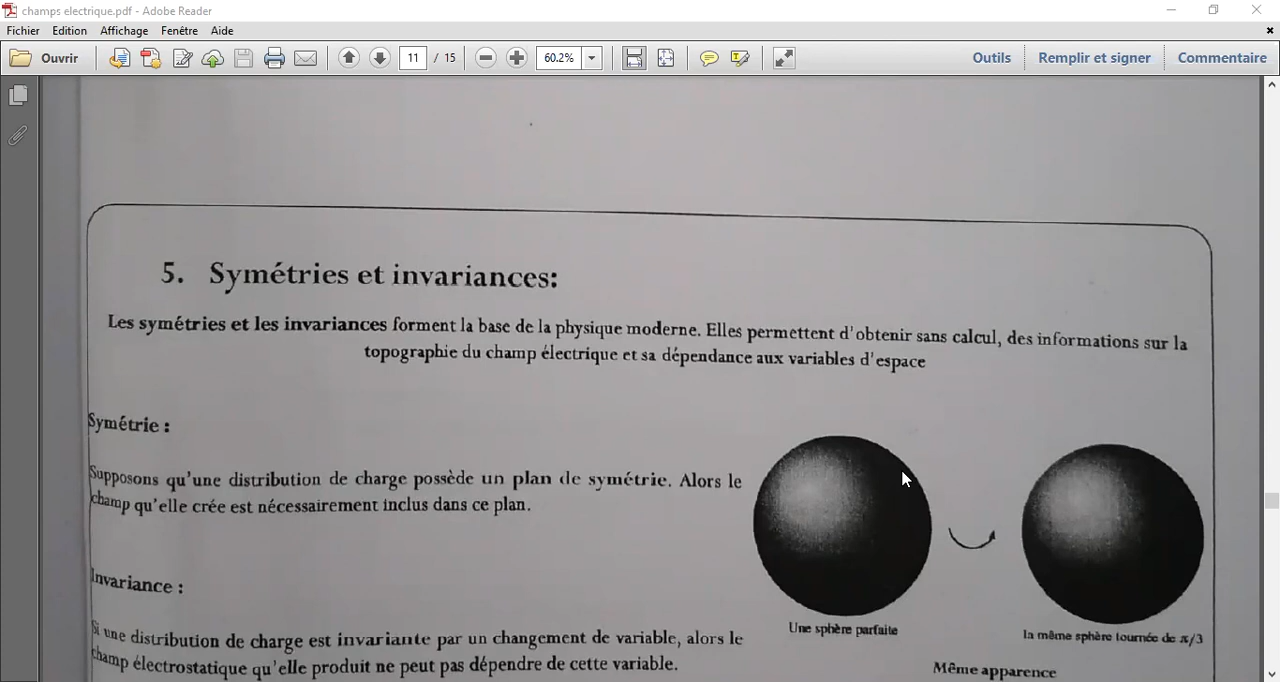 champs electrique.pdf - Adobe Reader
Fichier Edition Affichage Fenêtre Aide
Ouvrir 11 / 15 60.2% Outils Remplir et signer Commentaire
5. Symétries et invariances:
Les symétries et les invariances forment la base de la physique moderne. Elles permettent d'obtenir sans calcul, des informations sur la
topographie du champ électrique et sa dépendance aux variables d'espace
Symétrie :
Supposons qu'une distribution de charge possède un plan de symétrie. Alors le
champ qu'elle crée est nécessairement inclus dans ce plan.
Invariance :
Si une distribution de charge est invariante par un changement de variable, alors le
champ électrostatique qu'elle produit ne peut pas dépendre de cette variable.
Une sphère parfaite
la même sphère tournée de π/3
Même apparence